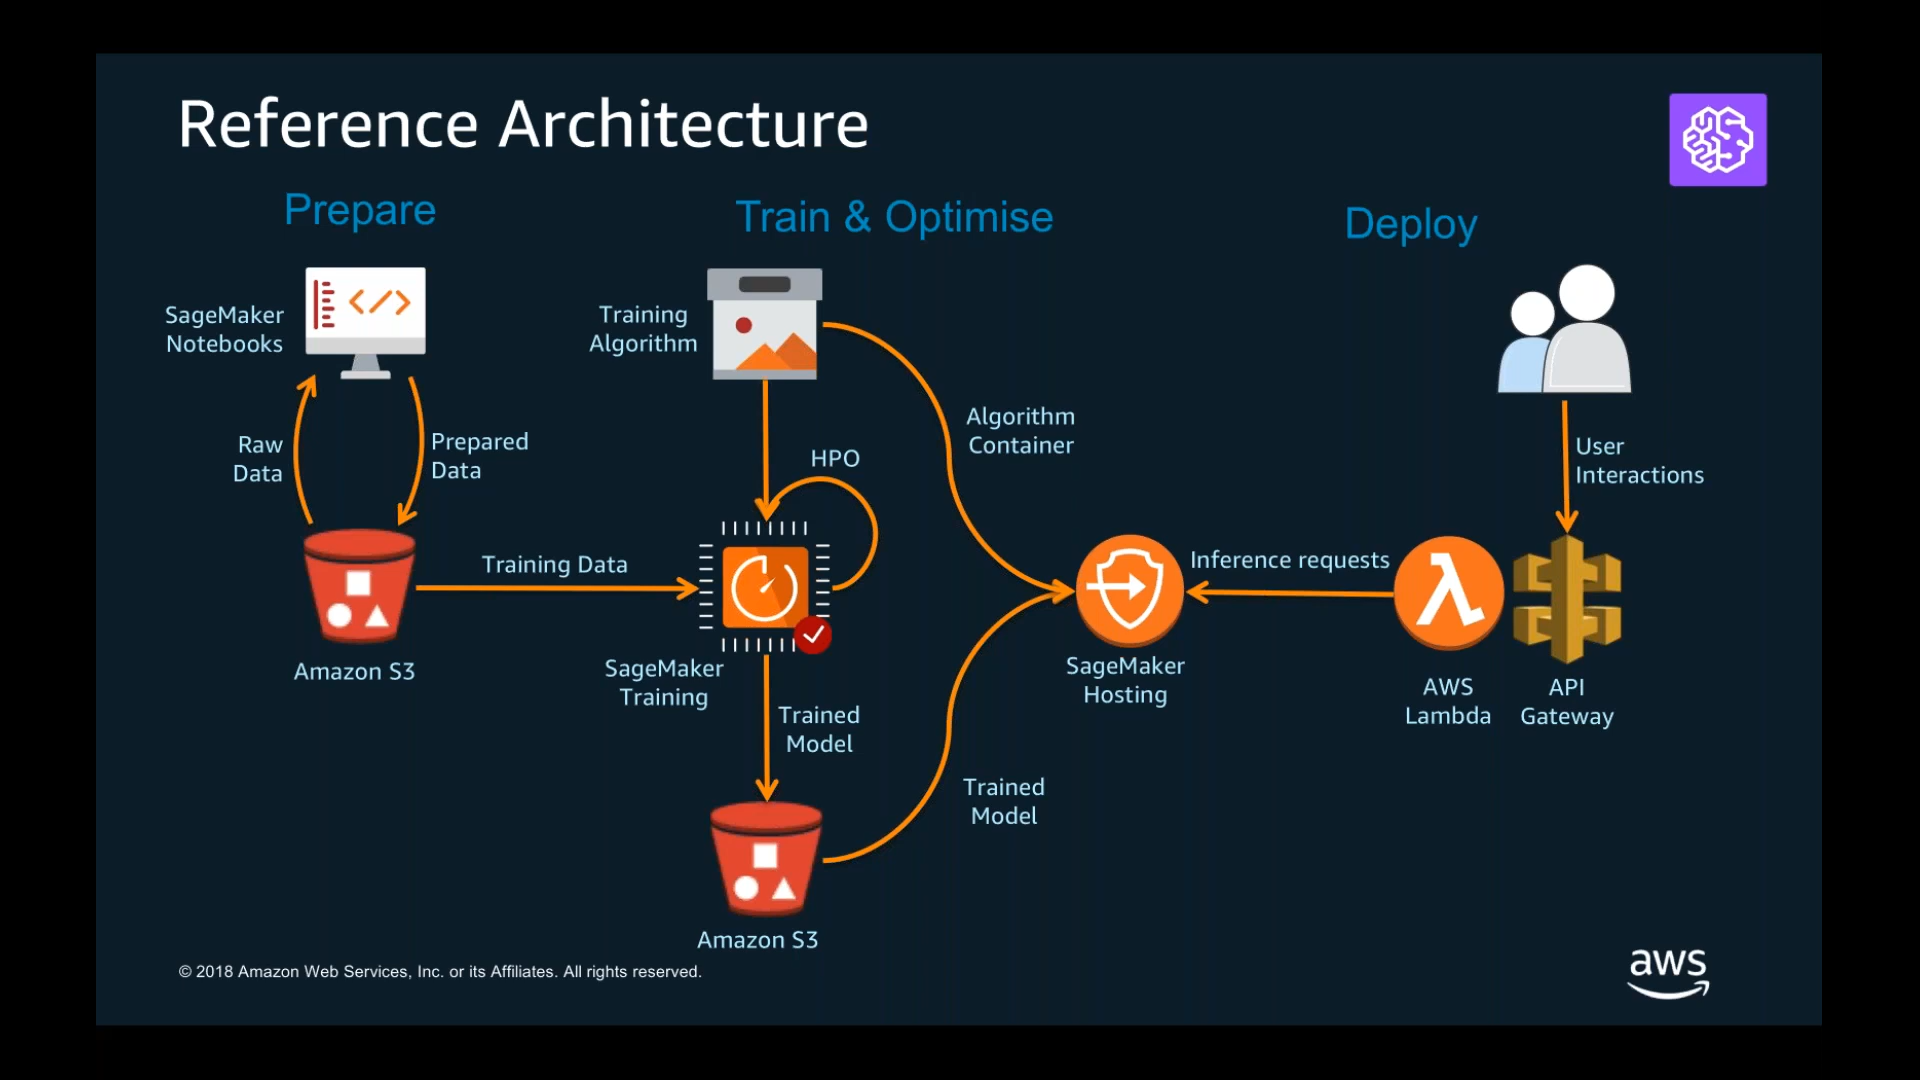 Reference Architecture
Prepare
Train & Optimise
Deploy
SageMaker
Notebooks
Training
Algorithm
Raw
Data
Prepared
Data
HPO
Algorithm
Container
User
Interactions
Training Data
Inference requests
Amazon S3
SageMaker
Training
SageMaker
Hosting
AWS
Lambda
API
Gateway
Trained
Model
Trained
Model
Amazon S3
© 2018 Amazon Web Services, Inc. or its Affiliates. All rights reserved.
aws